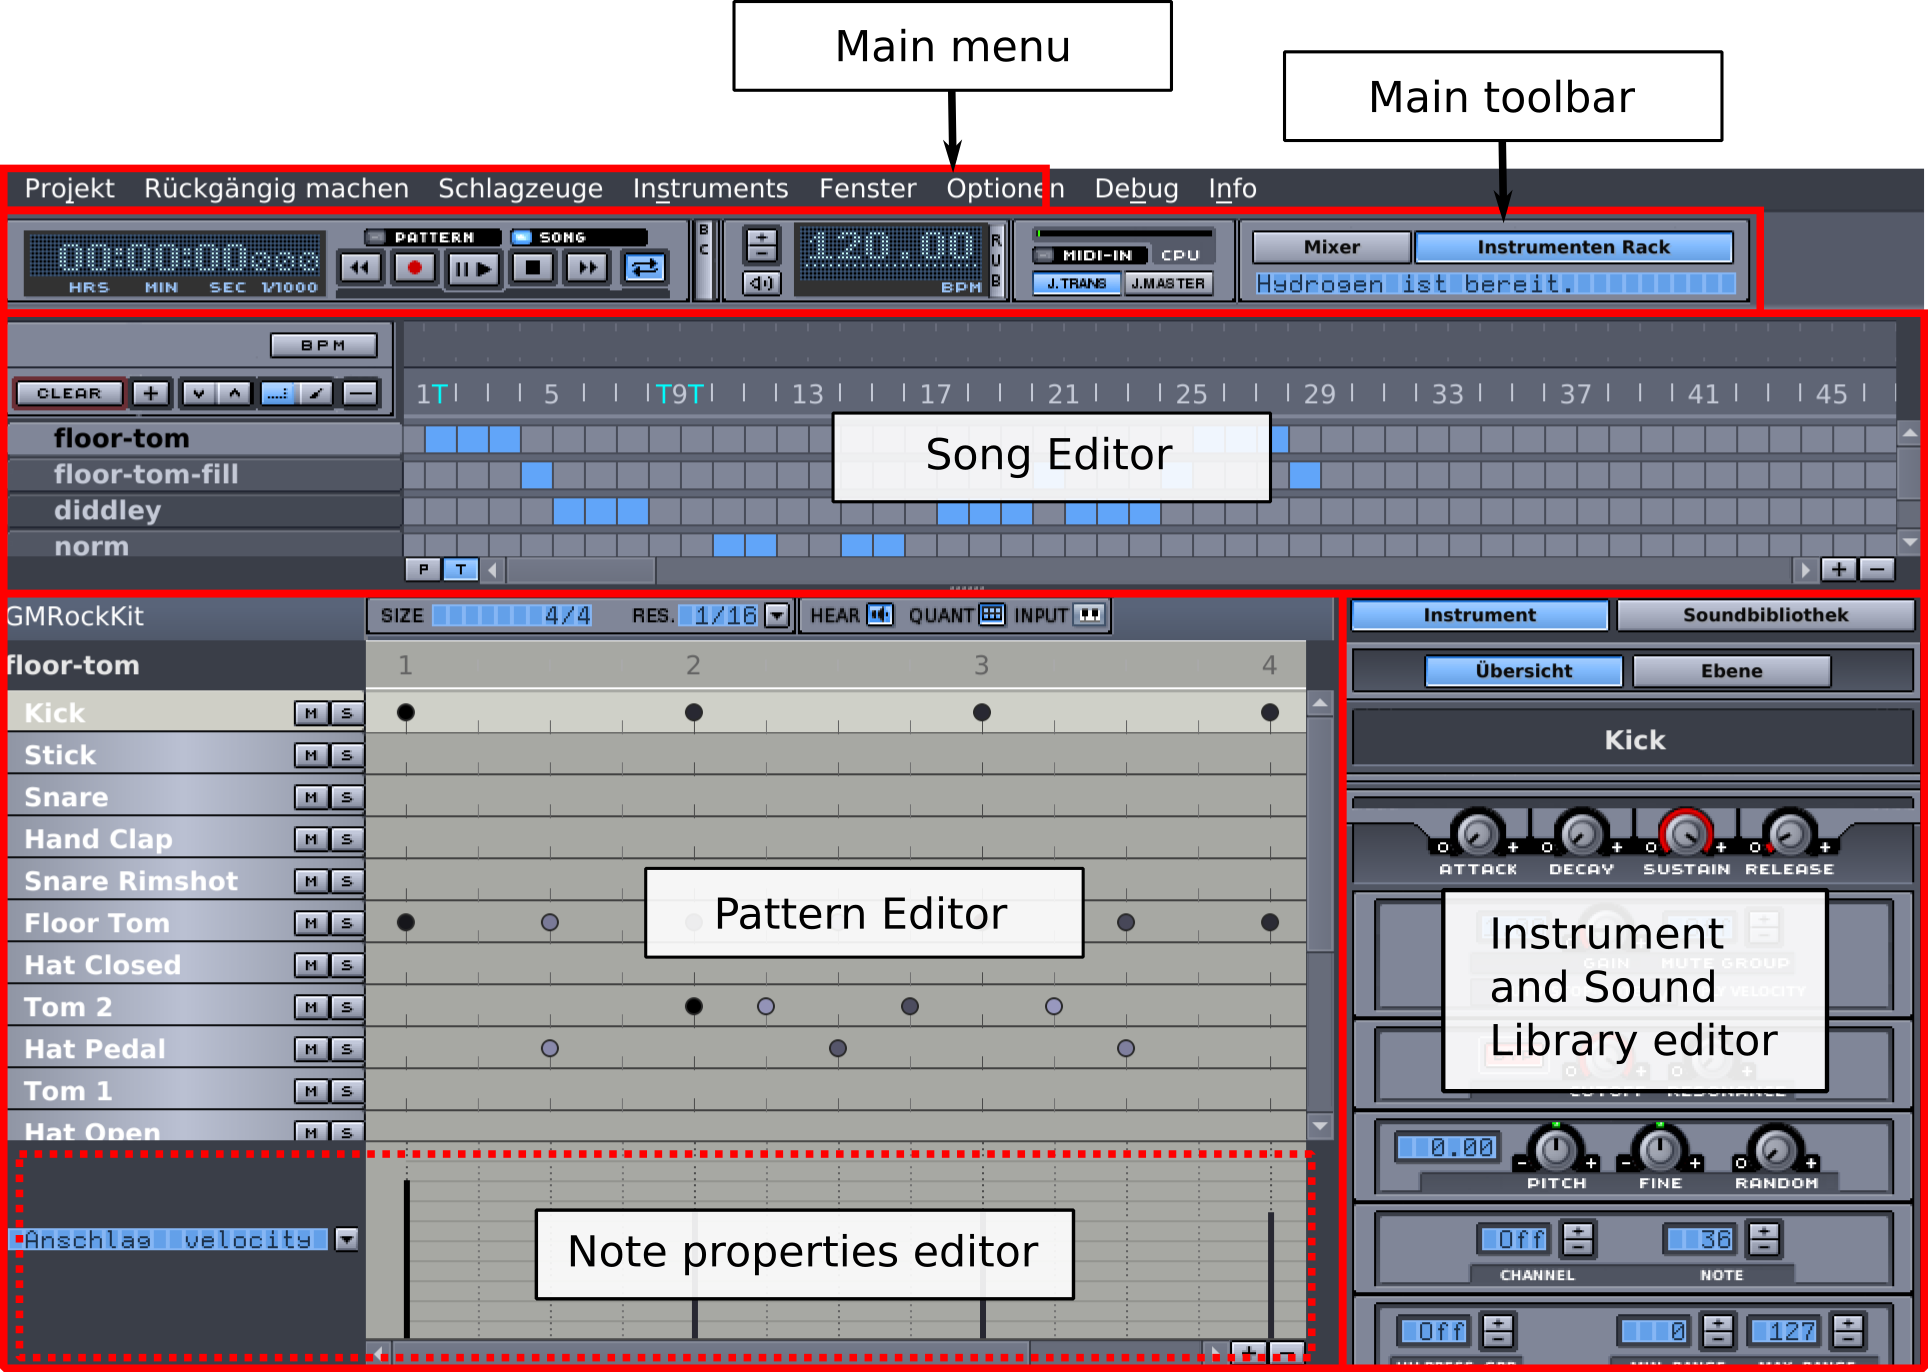 Main menu
Main toolbar
Projekt Rückgängig machen Schlagzeuge Instruments Fenster Optionen Debug Info
PATTERN SONG
00:00:00:000
HRS MIN SEC 1/1000
B C
120.00
BPM
R U B
MIDI-IN CPU
J.TRANS J.MASTER
Mixer Instrumenten Rack
Hydrogen ist bereit.
BPM
CLEAR
1T 5 T9T 13 17 21 25 29 33 37 41 45
Song Editor
floor-tom
floor-tom-fill
diddley
norm
P T
GMRockKit
SIZE 4/4 RES. 1/16 HEAR QUANT INPUT
floor-tom
1 2 3 4
Kick M S
Stick M S
Snare M S
Hand Clap M S
Snare Rimshot M S
Floor Tom M S
Hat Closed M S
Tom 2 M S
Hat Pedal M S
Tom 1 M S
Hat Open M S
Pattern Editor
Anschlag velocity
Note properties editor
Instrument Soundbibliothek
Übersicht Ebene
Kick
ATTACK DECAY SUSTAIN RELEASE
GAIN MUTE GROUP
VELOCITY
Instrument
and Sound
Library editor
CUTOFF RESONANCE
0.00
PITCH FINE RANDOM
Off 36
CHANNEL NOTE
Off 0 127